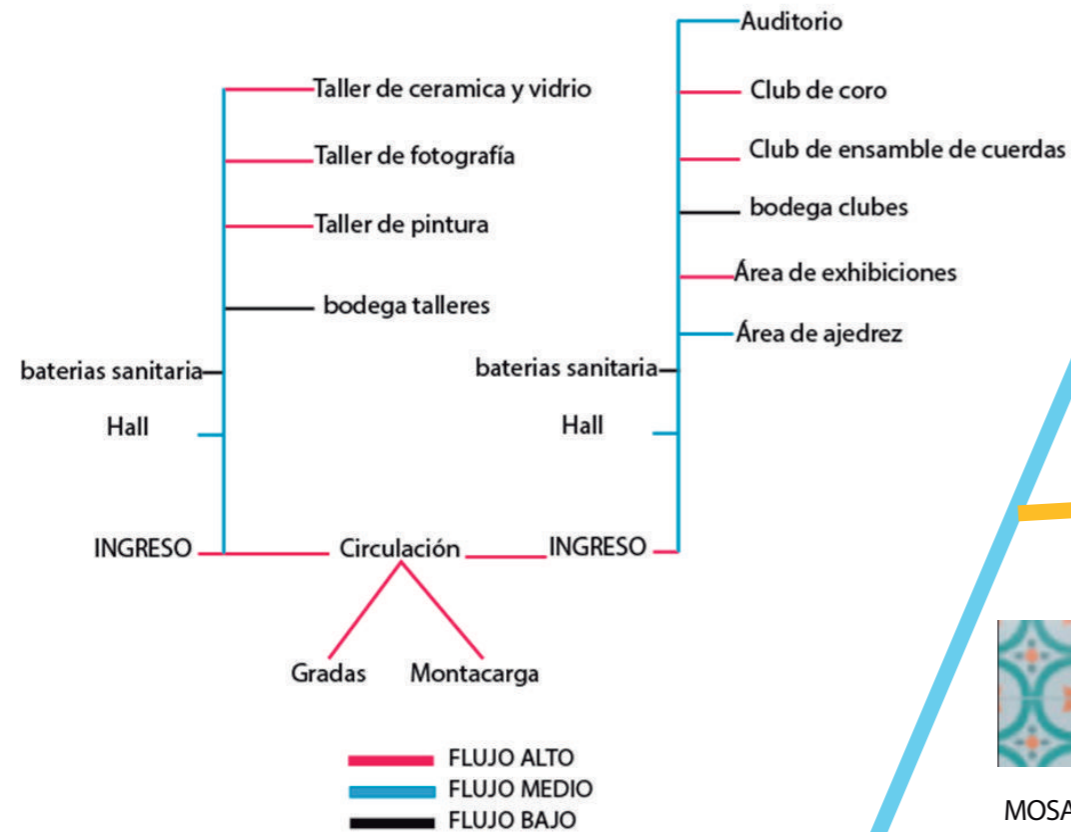 Auditorio
Taller de ceramica y vidrio
Club de coro
Taller de fotografía
Club de ensamble de cuerdas
bodega clubes
Taller de pintura
Área de exhibiciones
bodega talleres
Área de ajedrez
baterias sanitaria
baterias sanitaria
Hall
Hall
INGRESO
Circulación
INGRESO
Gradas
Montacarga
FLUJO ALTO
FLUJO MEDIO
FLUJO BAJO
MOSA